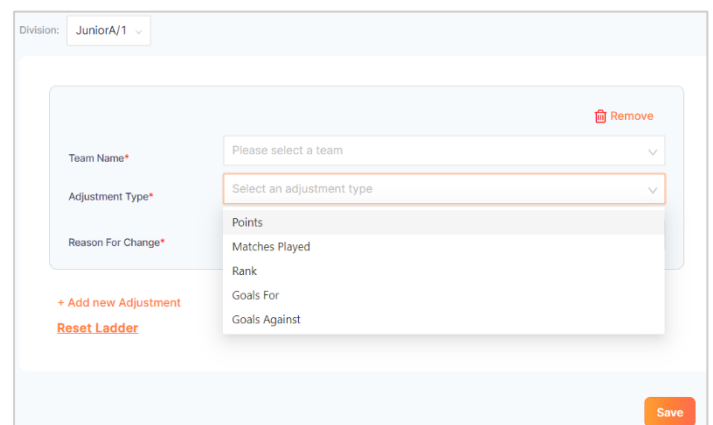 Division: JuniorA/1
Remove
Team Name* Please select a team
Adjustment Type* Select an adjustment type
Points
Matches Played
Reason For Change*
Rank
Goals For
Goals Against
+ Add new Adjustment
Reset Ladder
Save